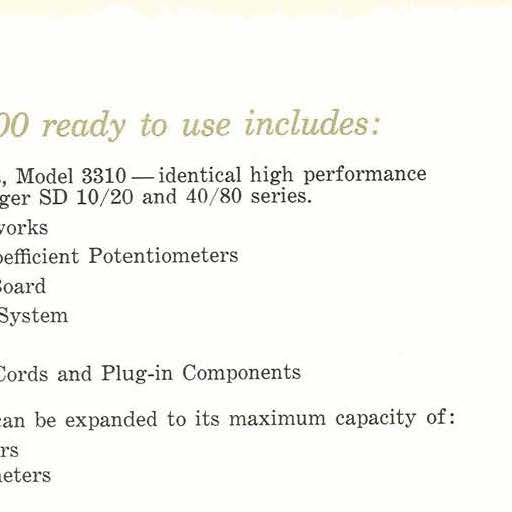 00 ready to use includes:
, Model 3310 — identical high performance
ger SD 10/20 and 40/80 series.
works
oefficient Potentiometers
Board
System
Cords and Plug-in Components
can be expanded to its maximum capacity of:
rs
neters